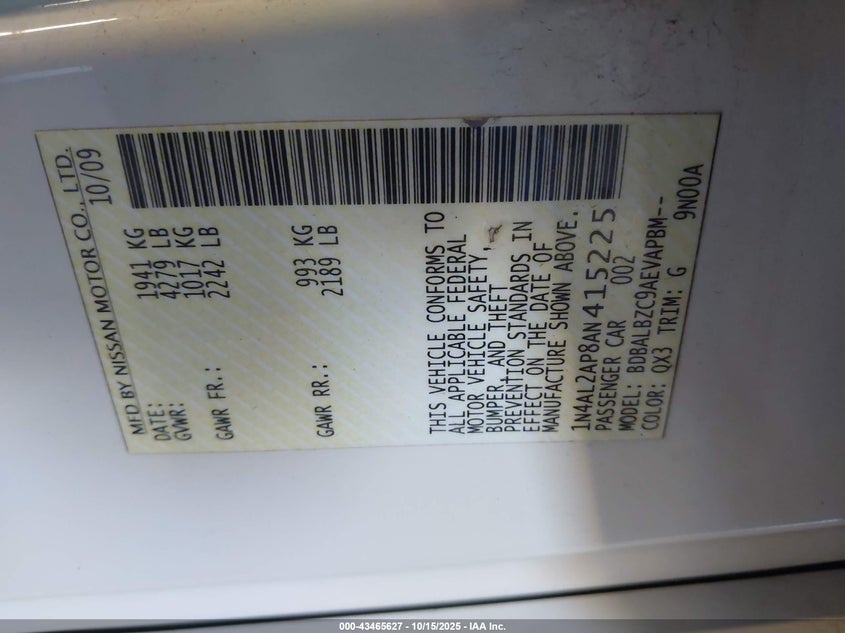 MFD BY NISSAN MOTOR CO., LTD.
DATE: 10/09
GVWR: 1941 KG
4279 LB
GAWR FR.: 1017 KG
2242 LB
GAWR RR.: 993 KG
2189 LB
THIS VEHICLE CONFORMS TO
ALL APPLICABLE FEDERAL
MOTOR VEHICLE SAFETY,
BUMPER, AND THEFT
PREVENTION STANDARDS IN
EFFECT ON THE DATE OF
MANUFACTURE SHOWN ABOVE.
1N4AL2AP8AN415225
PASSENGER CAR 002
MODEL: BDBALBZC9AEVAPBM--
COLOR: QX3 TRIM: G 9N00A
000-43465627 - 10/15/2025 - IAA Inc.